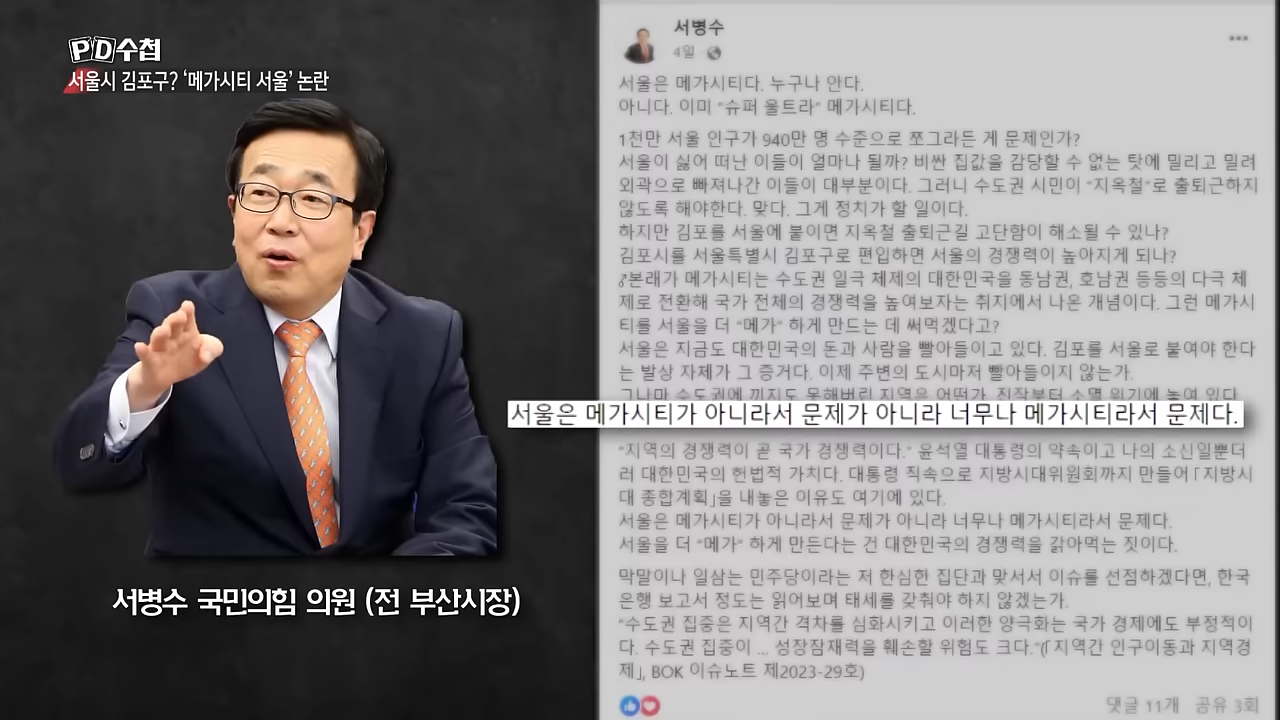 PD수첩
서울시 김포구? ‘메가시티 서울’ 논란
서병수 국민의힘 의원 (전 부산시장)
서병수
4일
서울은 메가시티다. 누구나 안다.
아니다. 이미 “슈퍼 울트라” 메가시티다.
1천만 서울 인구가 940만 명 수준으로 쪼그라든 게 문제인가?
서울이 싫어 떠난 이들이 얼마나 될까? 비싼 집값을 감당할 수 없는 탓에 밀리고 밀려
외곽으로 빠져나간 이들이 대부분이다. 그러니 수도권 시민이 “지옥철”로 출퇴근하지
않도록 해야한다. 맞다. 그게 정치가 할 일이다.
하지만 김포를 서울에 붙이면 지옥철 출퇴근길 고단함이 해소될 수 있나?
김포시를 서울특별시 김포구로 편입하면 서울의 경쟁력이 높아지게 되나?
본래가 메가시티는 수도권 일극 체제의 대한민국을 동남권, 호남권 등등의 다극 체
제로 전환해 국가 전체의 경쟁력을 높여보자는 취지에서 나온 개념이다. 그런 메가시
티를 서울을 더 “메가” 하게 만드는 데 써먹겠다고?
서울은 지금도 대한민국의 돈과 사람을 빨아들이고 있다. 김포를 서울로 붙여야 한다
는 발상 자체가 그 증거다. 이제 주변의 도시마저 빨아들이지 않는가.
그나마 수도권에 끼지도 못해버린 지역은 어떤가. 진작부터 소멸 위기에 놓여 있다.
서울은 메가시티가 아니라서 문제가 아니라 너무나 메가시티라서 문제다.
“지역의 경쟁력이 곧 국가 경쟁력이다.” 윤석열 대통령의 약속이고 나의 소신일뿐더
러 대한민국의 헌법적 가치다. 대통령 직속으로 지방시대위원회까지 만들어 「지방시
대 종합계획」을 내놓은 이유도 여기에 있다.
서울은 메가시티가 아니라서 문제가 아니라 너무나 메가시티라서 문제다.
서울을 더 “메가” 하게 만든다는 건 대한민국의 경쟁력을 갉아먹는 짓이다.
막말이나 일삼는 민주당이라는 저 한심한 집단과 맞서서 이슈를 선점하겠다면, 한국
은행 보고서 정도는 읽어보며 태세를 갖춰야 하지 않겠는가.
“수도권 집중은 지역간 격차를 심화시키고 이러한 양극화는 국가 경제에도 부정적이
다. 수도권 집중이 ... 성장잠재력을 훼손할 위험도 크다.”(「지역간 인구이동과 지역경
제」, BOK 이슈노트 제2023-29호)
댓글 11개 공유 3회